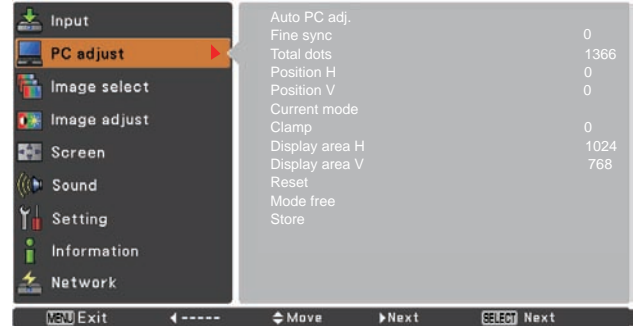 Input
PC adjust
Image select
Image adjust
Screen
Sound
Setting
Information
Network
Auto PC adj.
Fine sync 0
Total dots 1366
Position H 0
Position V 0
Current mode
Clamp 0
Display area H 1024
Display area V 768
Reset
Mode free
Store
MENU Exit ----- Move Next SELECT Next